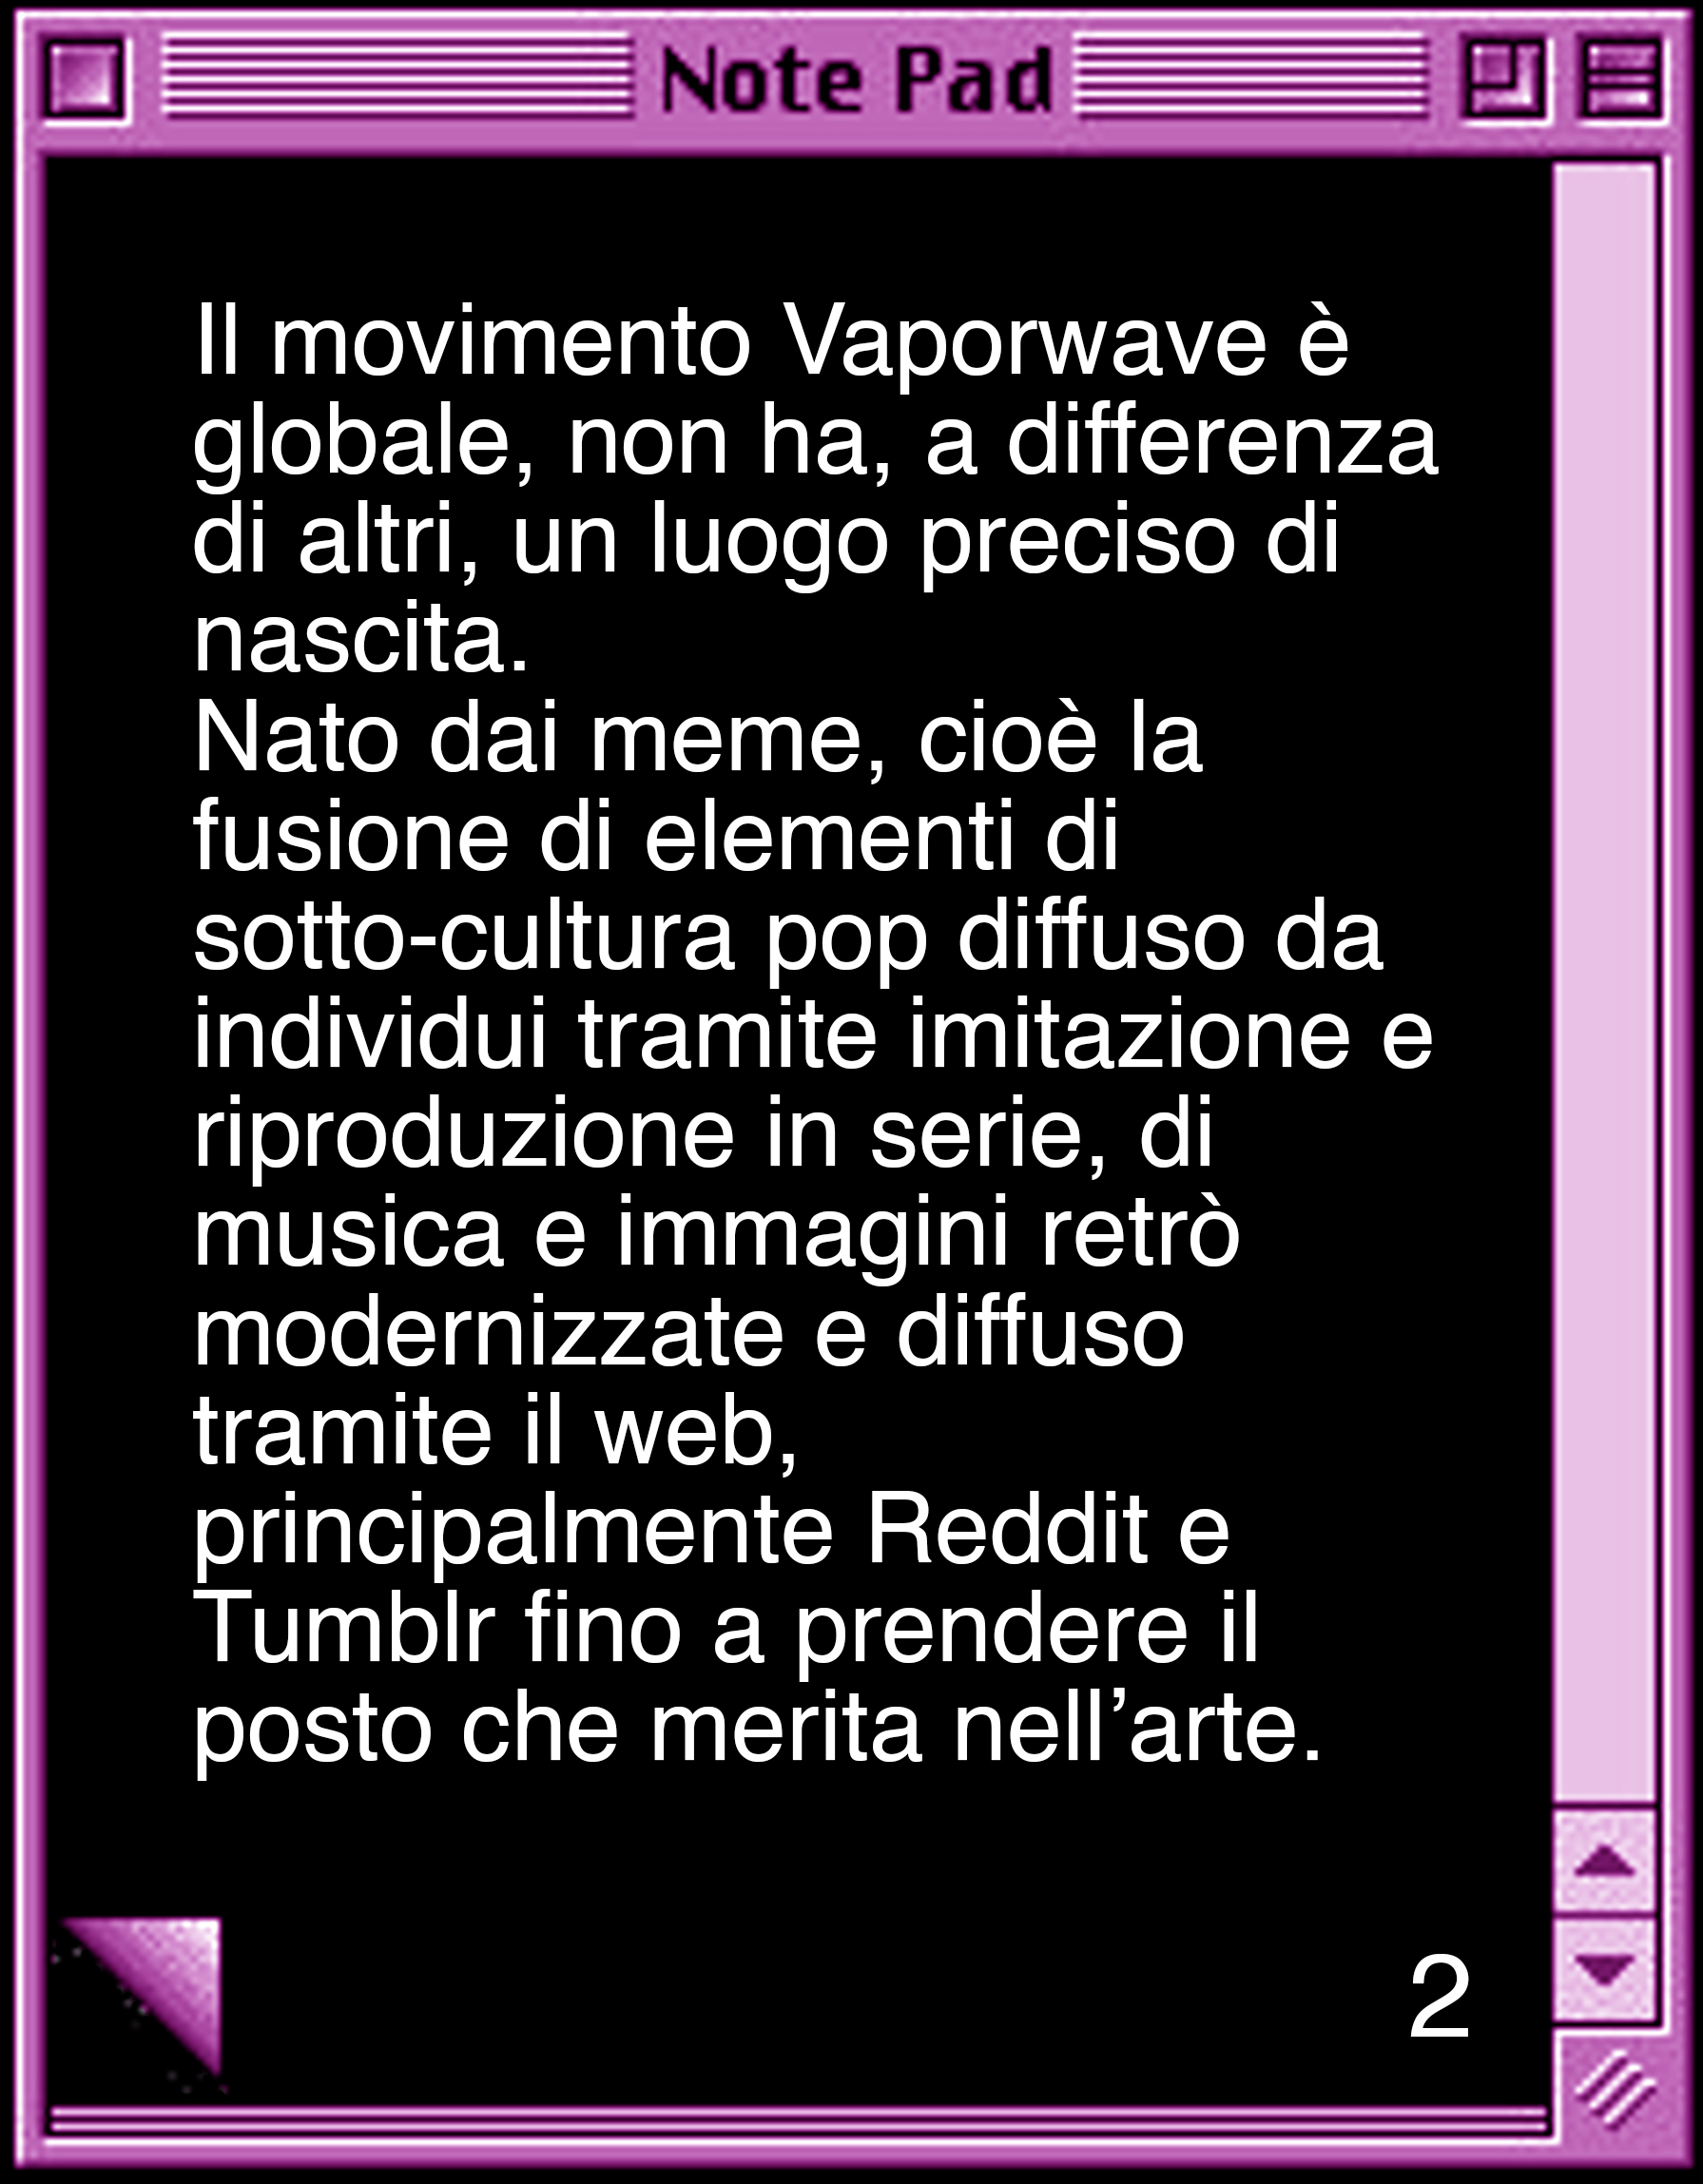 Note Pad
Il movimento Vaporwave è
globale, non ha, a differenza
di altri, un luogo preciso di
nascita.
Nato dai meme, cioè la
fusione di elementi di
sotto-cultura pop diffuso da
individui tramite imitazione e
riproduzione in serie, di
musica e immagini retrò
modernizzate e diffuso
tramite il web,
principalmente Reddit e
Tumblr fino a prendere il
posto che merita nell’arte.
2